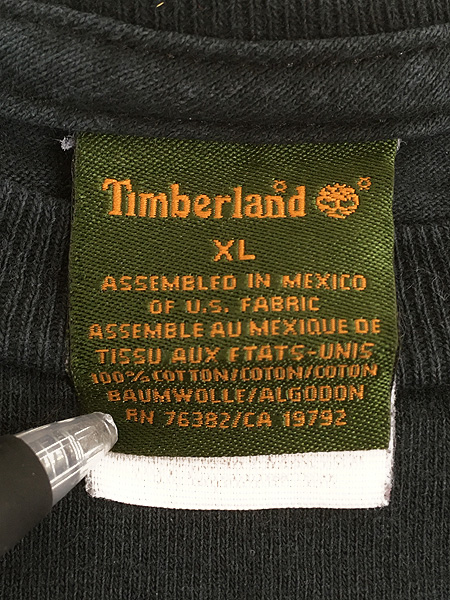 Timberland®
XL
ASSEMBLED IN MEXICO
OF U.S. FABRIC
ASSEMBLE AU MEXIQUE DE
TISSU AUX ETATS-UNIS
100% COTTON/COTON/COTON
BAUMWOLLE/ALGODON
RN 76382/CA 19792